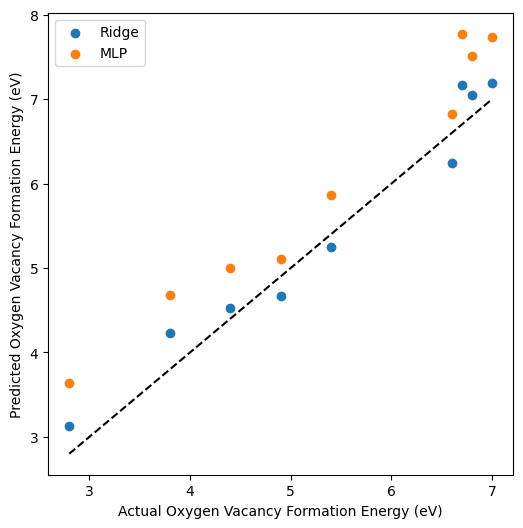 Ridge
MLP
8
7
6
5
4
3
Predicted Oxygen Vacancy Formation Energy (eV)
3 4 5 6 7
Actual Oxygen Vacancy Formation Energy (eV)